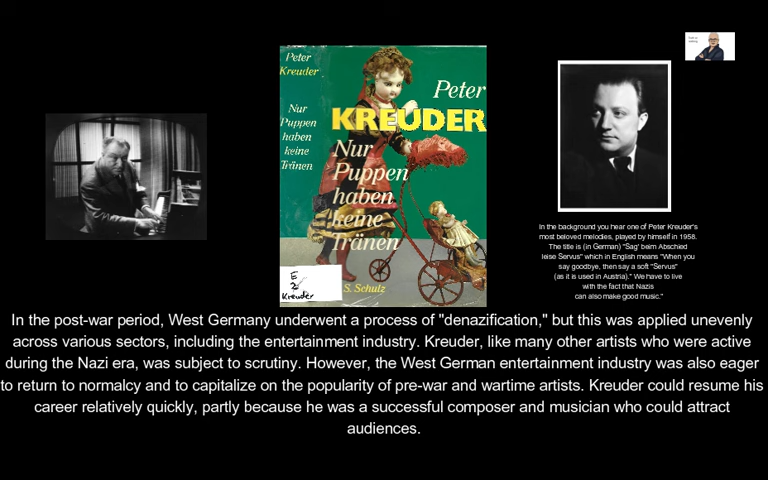 Peter
Kreuder
Nur
Puppen
haben
keine
Tränen
Peter
KREUDER
Nur
Puppen
haben
keine
Tränen
S. Schulz
E
2
Kreuder
In the background you hear one of Peter Kreuder's
most beloved melodies, played by himself in 1958.
The title is (in German) "Sag' beim Abschied
leise Servus" which in English means "When you
say goodbye, then say a soft "Servus"
(as it is used in Austria)." We have to live
with the fact that Nazis
can also make good music."
In the post-war period, West Germany underwent a process of "denazification," but this was applied unevenly
across various sectors, including the entertainment industry. Kreuder, like many other artists who were active
during the Nazi era, was subject to scrutiny. However, the West German entertainment industry was also eager
to return to normalcy and to capitalize on the popularity of pre-war and wartime artists. Kreuder could resume his
career relatively quickly, partly because he was a successful composer and musician who could attract
audiences.